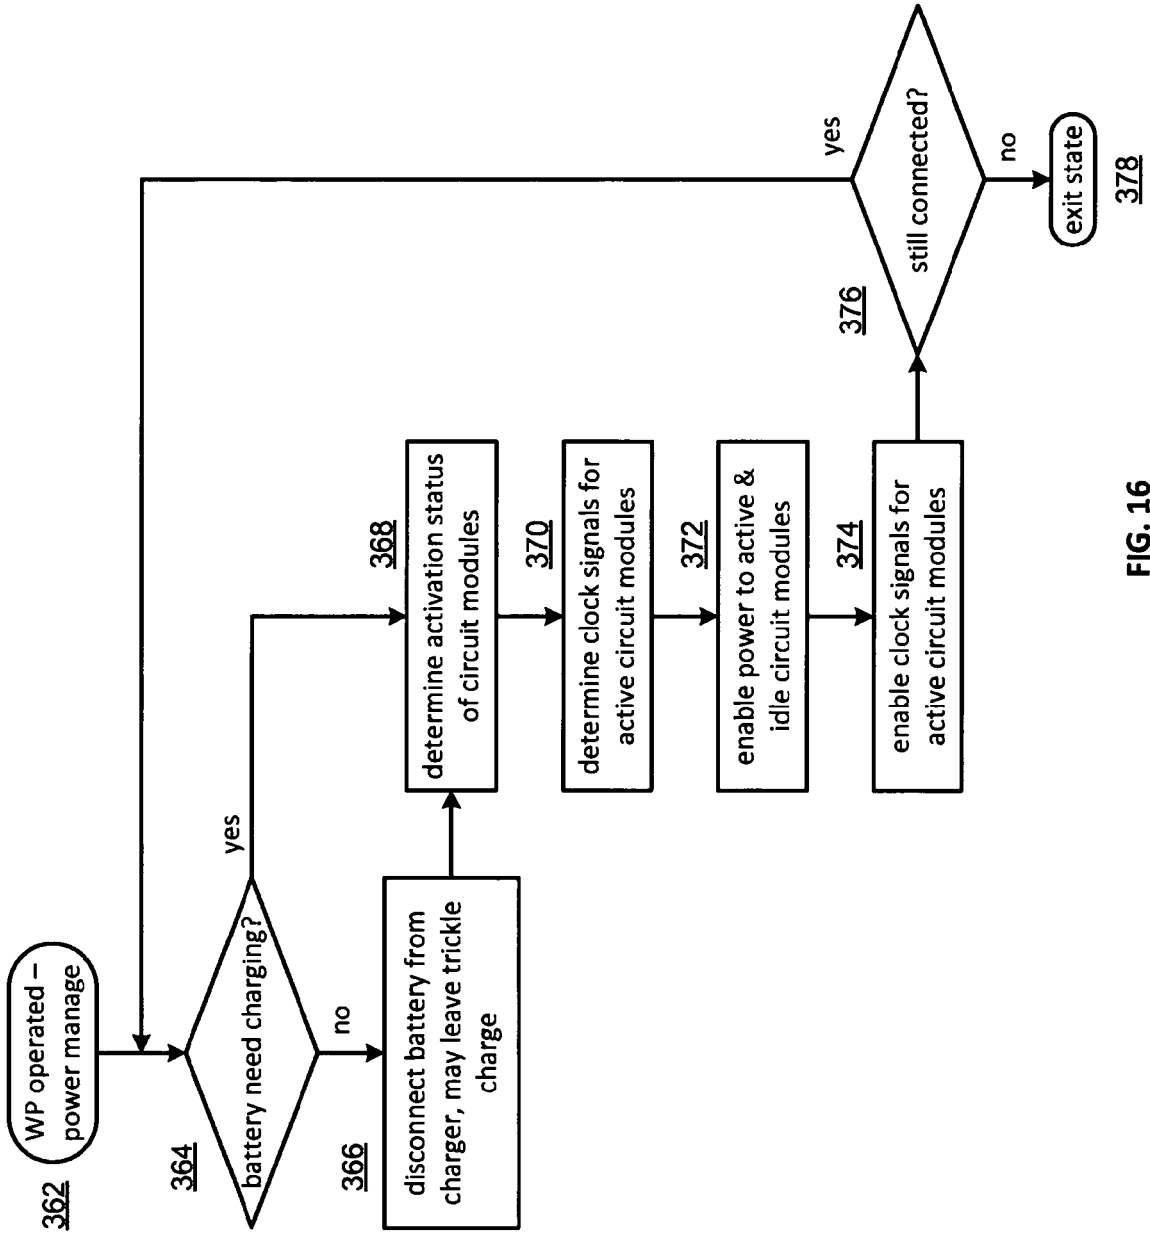 362
WP operated –
power manage
364
battery need charging?
yes
no
366
disconnect battery from
charger, may leave trickle
charge
368
determine activation status
of circuit modules
370
determine clock signals for
active circuit modules
372
enable power to active &
idle circuit modules
374
enable clock signals for
active circuit modules
376
still connected?
yes
no
exit state
378
FIG. 16